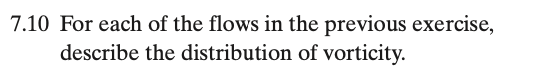 7.10 For each of the flows in the previous exercise,
describe the distribution of vorticity.